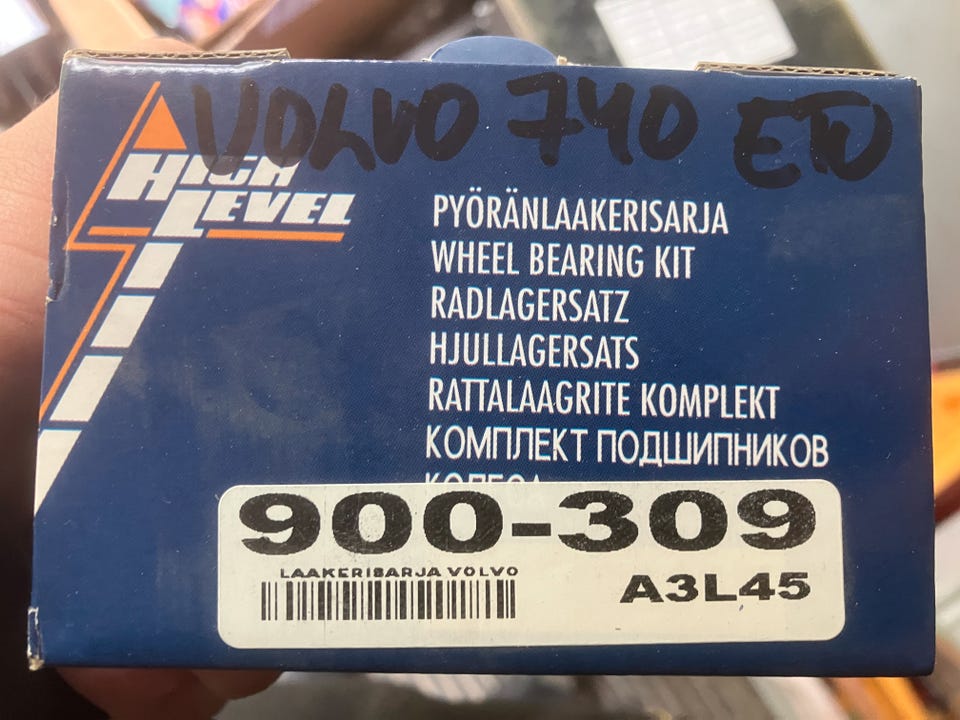 VOLVO 740 ETU
HIGH
LEVEL
PYÖRÄNLAAKERISARJA
WHEEL BEARING KIT
RADLAGERSATZ
HJULLAGERSATS
RATTALAAGRITE KOMPLEKT
КОМПЛЕКТ ПОДШИПНИКОВ
КОЛЕСА
900-309
LAAKERISARJA VOLVO
A3L45